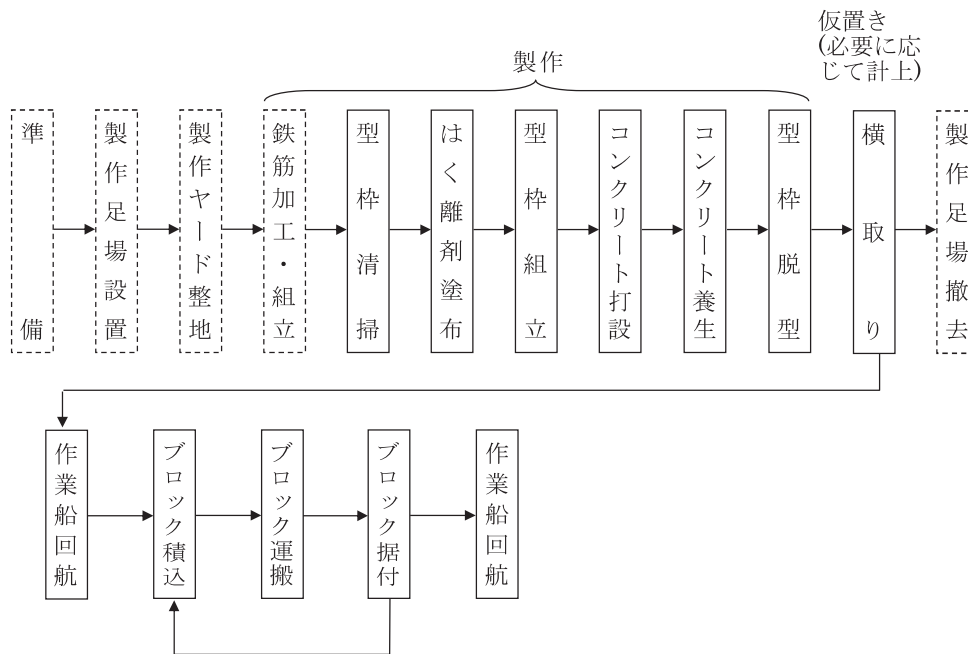 仮置き
(必要に応
じて計上)
製作
準備
製作足場設置
製作ヤード整地
鉄筋加工・組立
型枠清掃
はく離剤塗布
型枠組立
コンクリート打設
コンクリート養生
型枠脱型
横取り
製作足場撤去
作業船回航
ブロック積込
ブロック運搬
ブロック据付
作業船回航